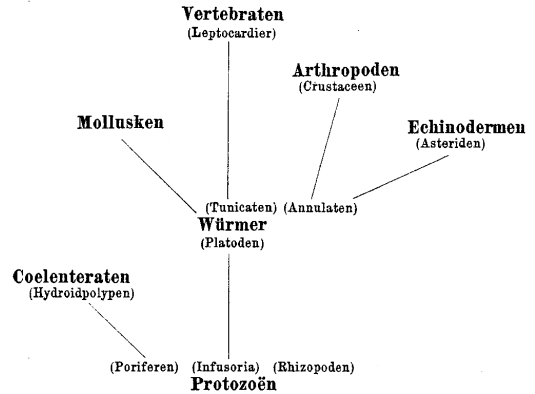 Vertebraten
(Leptocardier)
Arthropoden
(Crustaceen)
Mollusken
Echinodermen
(Asteriden)
(Tunicaten) (Annulaten)
Würmer
(Platoden)
Coelenteraten
(Hydroidpolypen)
(Poriferen) (Infusoria) (Rhizopoden)
Protozoën